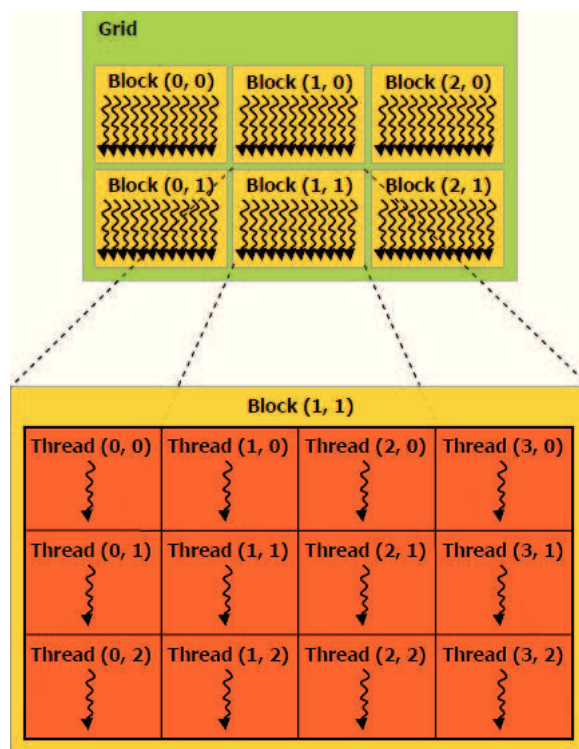 Grid
Block (0, 0) Block (1, 0) Block (2, 0)
Block (0, 1) Block (1, 1) Block (2, 1)
Block (1, 1)
Thread (0, 0) Thread (1, 0) Thread (2, 0) Thread (3, 0)
Thread (0, 1) Thread (1, 1) Thread (2, 1) Thread (3, 1)
Thread (0, 2) Thread (1, 2) Thread (2, 2) Thread (3, 2)